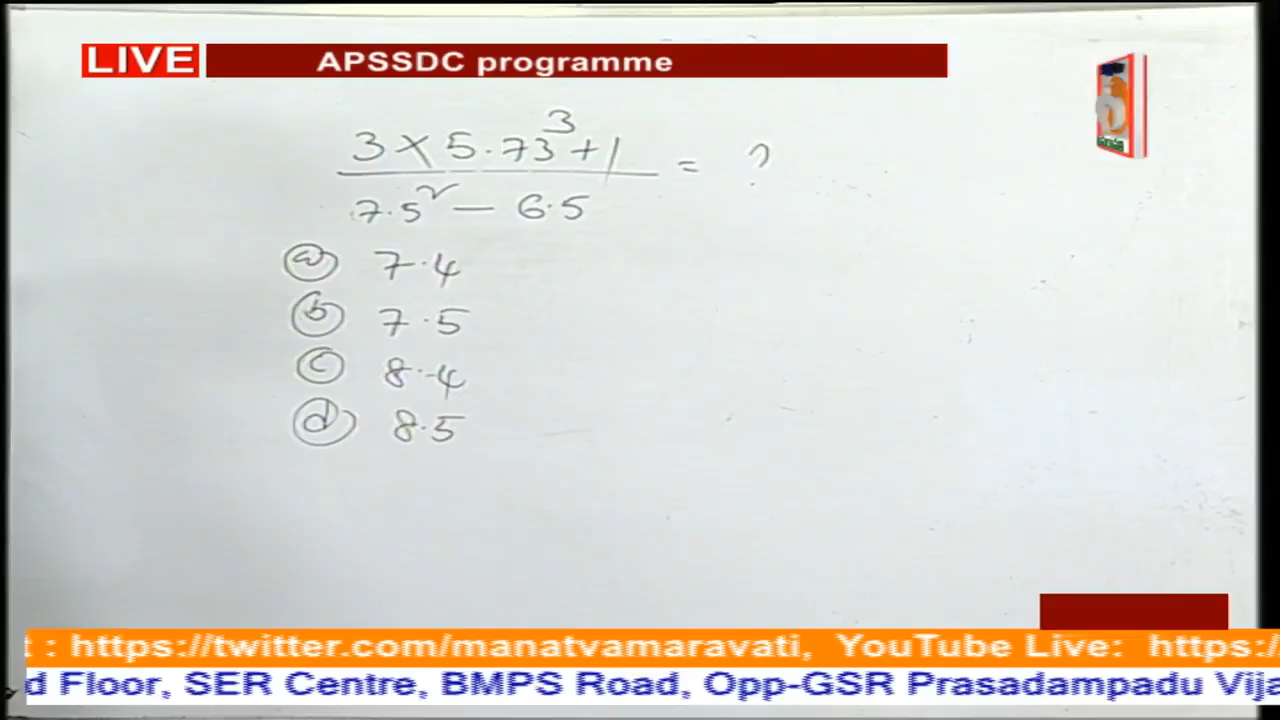 LIVE APSSDC programme
3 × 5.73³ + 1
= ?
7.5² − 6.5
ⓐ 7.4
ⓑ 7.5
ⓒ 8.4
ⓓ 8.5
: https://twitter.com/manatvamaravati, YouTube Live: https:/
d Floor, SER Centre, BMPS Road, Opp-GSR Prasadampadu Vija